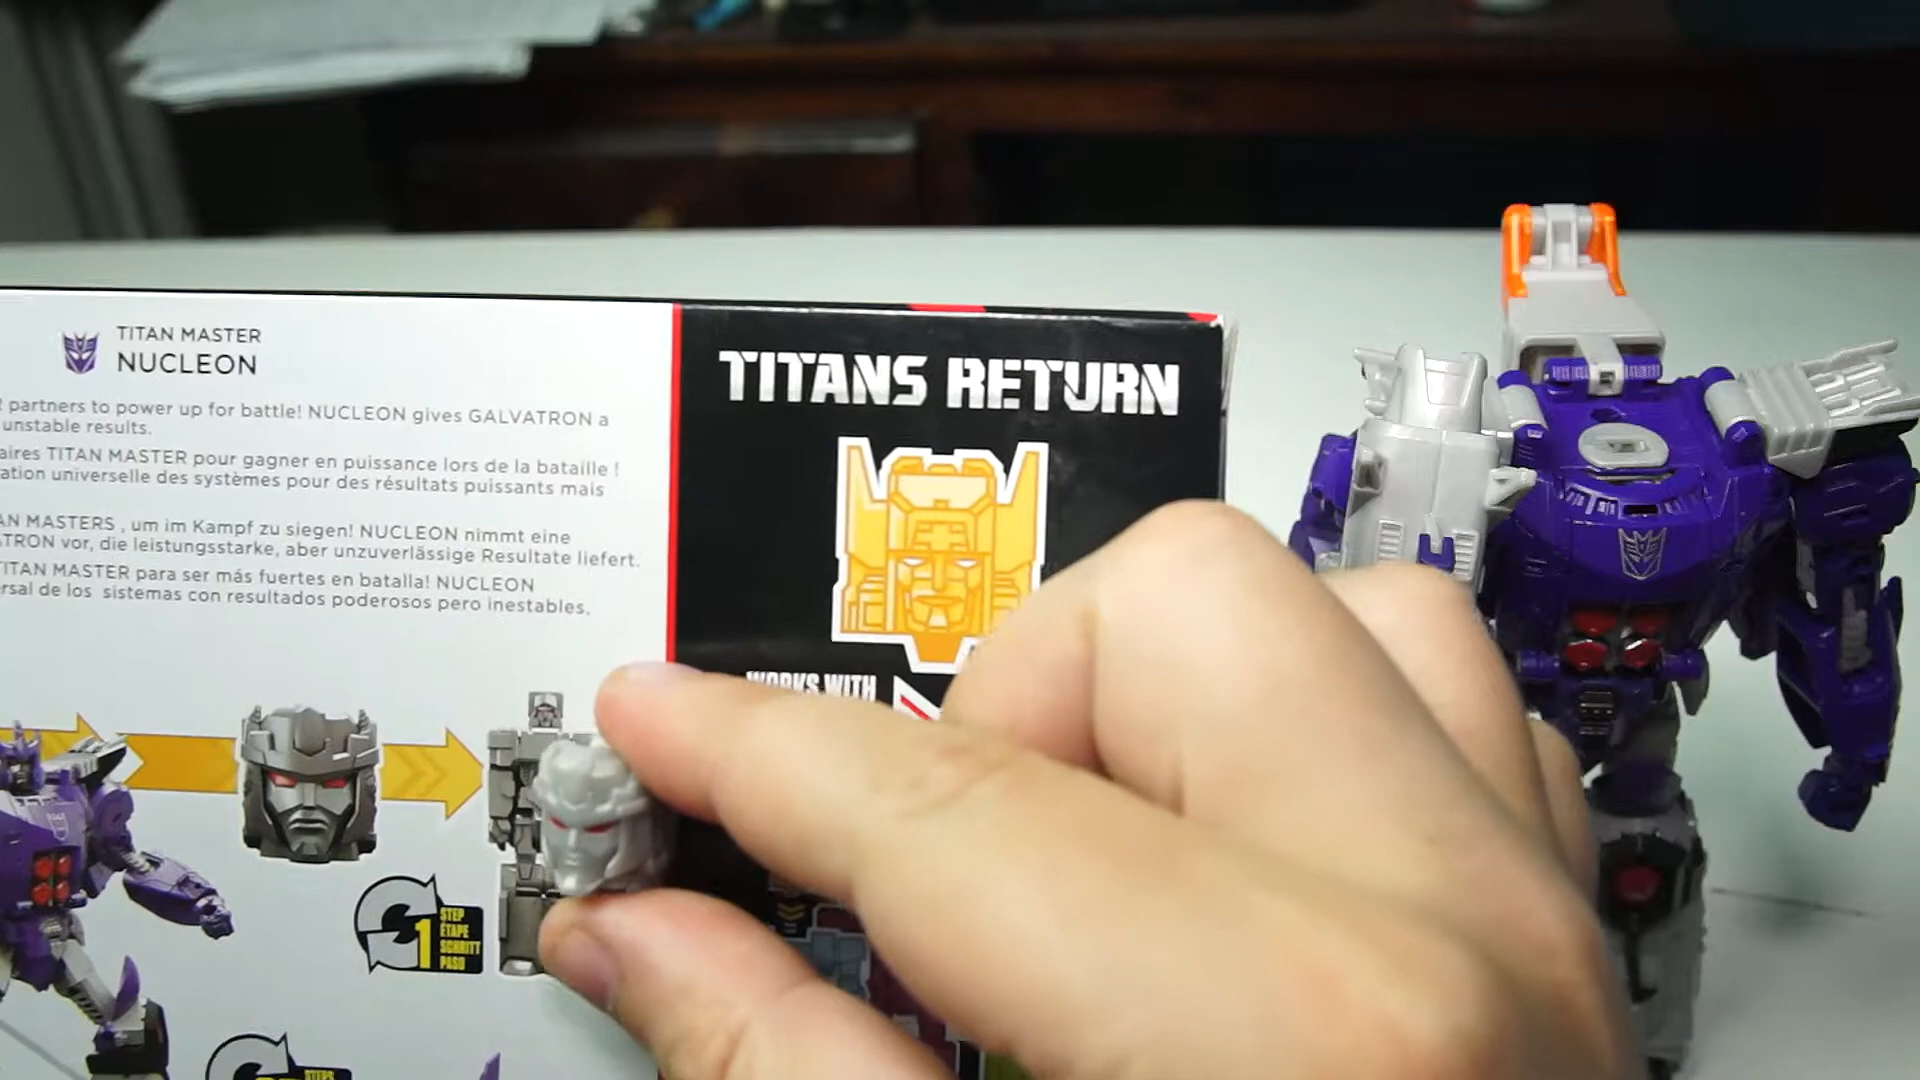 TITAN MASTER
NUCLEON
partners to power up for battle! NUCLEON gives GALVATRON a
unstable results.
aires TITAN MASTER pour gagner en puissance lors de la bataille !
ation universelle des systèmes pour des résultats puissants mais
AN MASTERS , um im Kampf zu siegen! NUCLEON nimmt eine
TRON vor, die leistungsstarke, aber unzuverlässige Resultate liefert.
TITAN MASTER para ser más fuertes en batalla! NUCLEON
rsal de los sistemas con resultados poderosos pero inestables.
1 STEP
ÉTAPE
SCHRITT
PASO
STEPS
TITANS RETURN
WORKS WITH